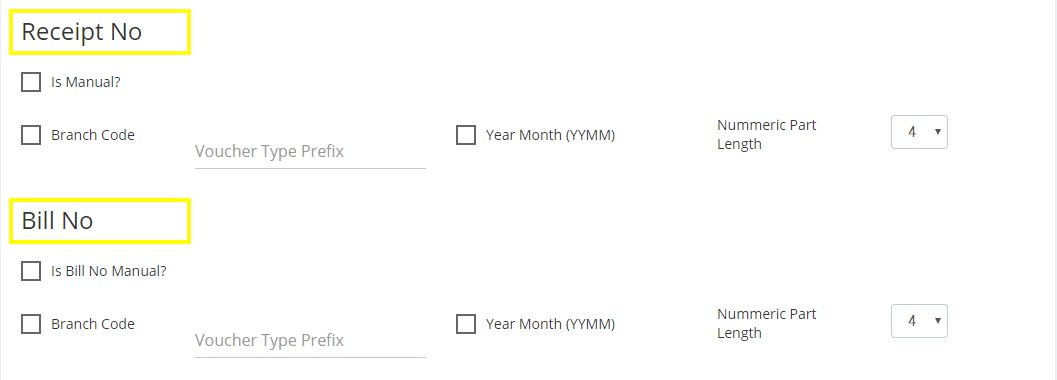 Receipt No
Is Manual?
Branch Code
Voucher Type Prefix
Year Month (YYMM)
Nummeric Part
Length
4
Bill No
Is Bill No Manual?
Branch Code
Voucher Type Prefix
Year Month (YYMM)
Nummeric Part
Length
4